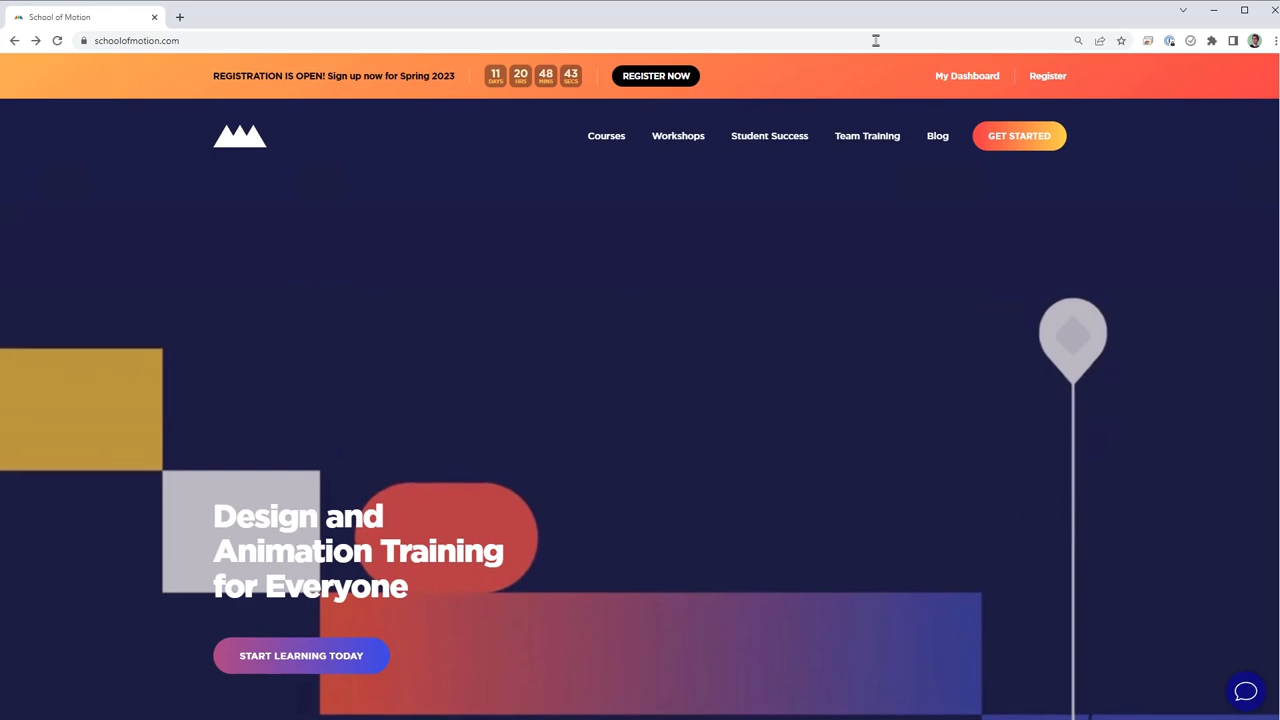 School of Motion
schoolofmotion.com
REGISTRATION IS OPEN! Sign up now for Spring 2023
11 20 48 43
DAYS HRS MINS SECS
REGISTER NOW
My Dashboard
Register
Courses
Workshops
Student Success
Team Training
Blog
GET STARTED
Design and
Animation Training
for Everyone
START LEARNING TODAY